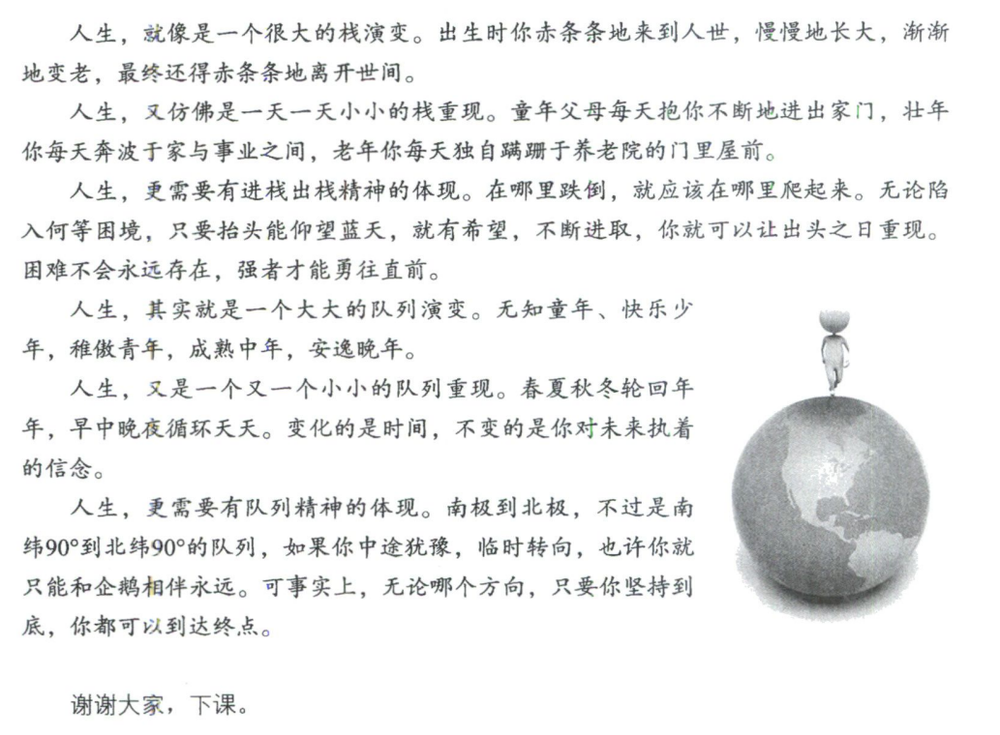 人生，就像是一个很大的栈演变。出生时你赤条条地来到人世，慢慢地长大，渐渐
地变老，最终还得赤条条地离开世间。
人生，又仿佛是一天一天小小的栈重现。童年父母每天抱你不断地进出家门，壮年
你每天奔波于家与事业之间，老年你每天独自蹒跚于养老院的门里屋前。
人生，更需要有进栈出栈精神的体现。在哪里跌倒，就应该在哪里爬起来。无论陷
入何等困境，只要抬头能仰望蓝天，就有希望，不断进取，你就可以让出头之日重现。
困难不会永远存在，强者才能勇往直前。
人生，其实就是一个大大的队列演变。无知童年、快乐少
年，稚傲青年，成熟中年，安逸晚年。
人生，又是一个又一个小小的队列重现。春夏秋冬轮回年
年，早中晚夜循环天天。变化的是时间，不变的是你对未来执着
的信念。
人生，更需要有队列精神的体现。南极到北极，不过是南
纬90°到北纬90°的队列，如果你中途犹豫，临时转向，也许你就
只能和企鹅相伴永远。可事实上，无论哪个方向，只要你坚持到
底，你都可以到达终点。
谢谢大家，下课。